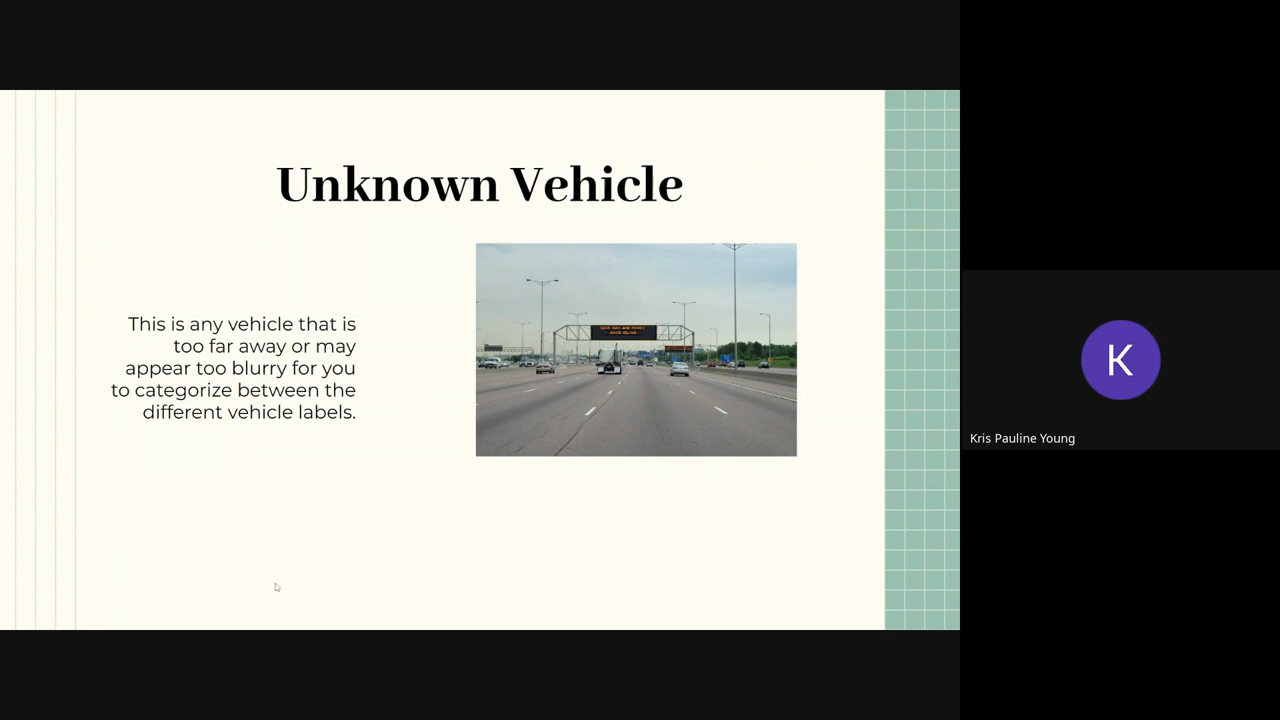 Unknown Vehicle
This is any vehicle that is
too far away or may
appear too blurry for you
to categorize between the
different vehicle labels.
K
Kris Pauline Young